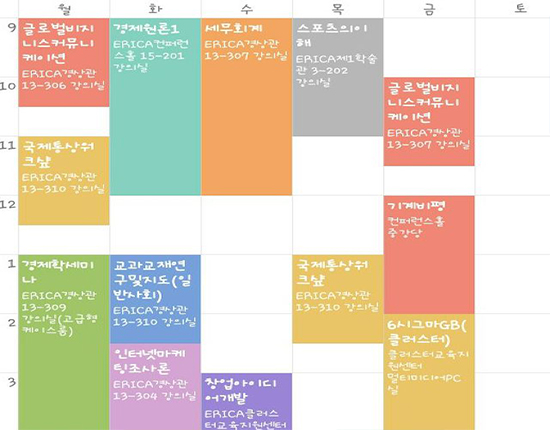 월 화 수 목 금 토
9
글로벌비지
니스커뮤니
케이션
ERICA경상관
13-306 강의실
경제원론1
ERICA컨퍼런
스홀 15-201
강의실
세무회계
ERICA경상관
13-307 강의실
스포츠의이
해
ERICA제1학술
관 3-202
강의실
10
글로벌비지
니스커뮤니
케이션
ERICA경상관
13-307 강의실
11
국제통상워
크샾
ERICA경상관
13-310 강의실
12
기계비평
컨퍼런스홀
중강당
1
경제학세미
나
ERICA경상관
13-309
강의실(고급형
케이스룸)
교과교재연
구및지도(일
반사회)
ERICA경상관
13-310 강의실
국제통상워
크샾
ERICA경상관
13-310 강의실
2
인터넷마케
팅조사론
ERICA경상관
13-304 강의실
6시그마GB(
클러스터)
클러스터교육지
원센터
멀티미디어PC
실
3
창업아이디
어개발
ERICA클러스
터교육지원센터